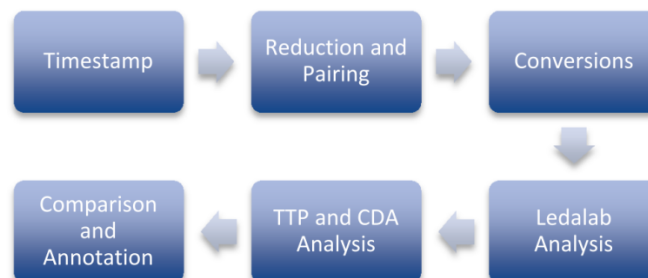 Timestamp
Reduction and
Pairing
Conversions
Ledalab
Analysis
TTP and CDA
Analysis
Comparison
and
Annotation